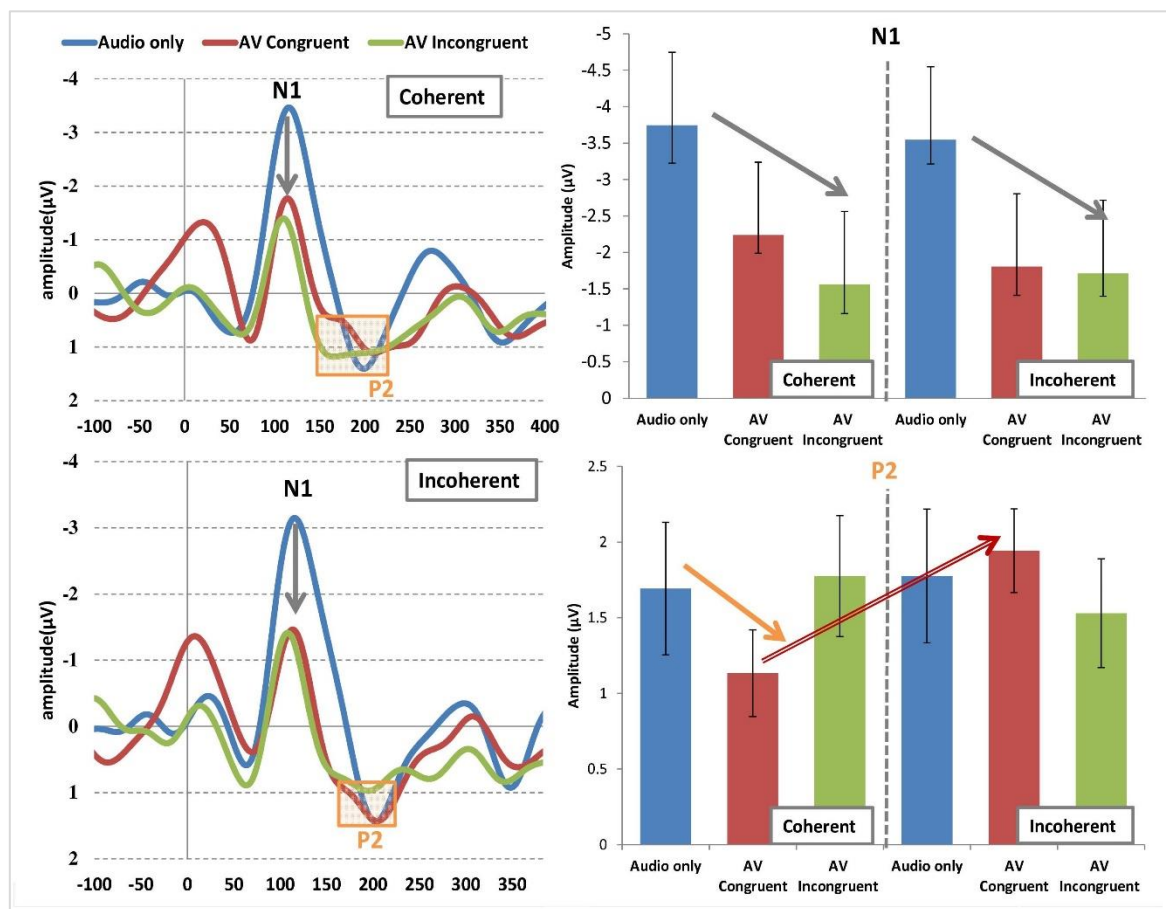 Audio only AV Congruent AV Incongruent
-4
-3
-2
-1
0
1
2
amplitude(µV)
N1
Coherent
P2
-100 -50 0 50 100 150 200 250 300 350 400
N1
-5
-4.5
-4
-3.5
-3
-2.5
-2
-1.5
-1
-0.5
0
Amplitude (µV)
Coherent
Incoherent
Audio only AV Congruent AV Incongruent Audio only AV Congruent AV Incongruent
-4
-3
-2
-1
0
1
2
amplitude(µV)
N1
Incoherent
P2
-100 -50 0 50 100 150 200 250 300 350
P2
2.5
2
1.5
1
0.5
0
Amplitude (µV)
Coherent
Incoherent
Audio only AV Congruent AV Incongruent Audio only AV Congruent AV Incongruent